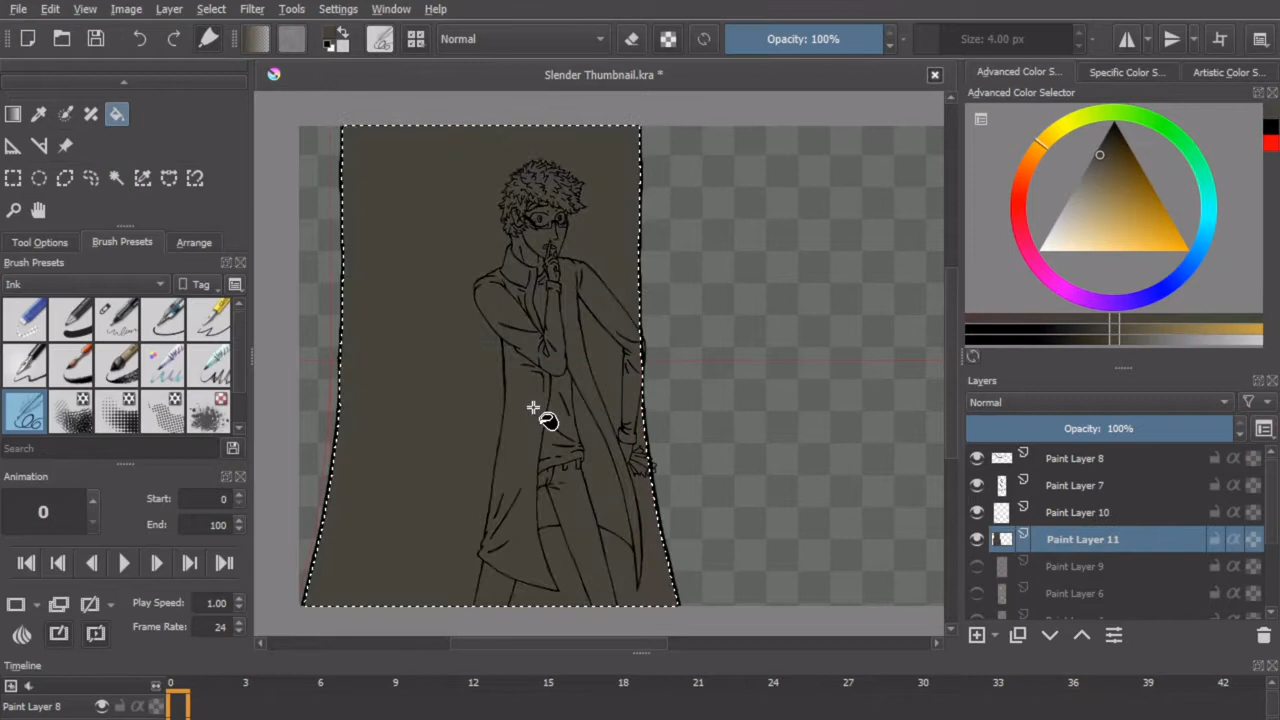 File Edit View Image Layer Select Filter Tools Settings Window Help
Normal Opacity: 100% Size: 4.00 px
Slender Thumbnail.kra *
Advanced Color S... Specific Color S... Artistic Color S...
Advanced Color Selector
Tool Options Brush Presets Arrange
Brush Presets
Ink Tag
Search
Animation
0
Start: 0
End: 100
Play Speed: 1.00
Frame Rate: 24
Layers
Normal
Opacity: 100%
Paint Layer 8
Paint Layer 7
Paint Layer 10
Paint Layer 11
Paint Layer 9
Paint Layer 6
Timeline
0 3 6 9 12 15 18 21 24 27 30 33 36 39 42
Paint Layer 8